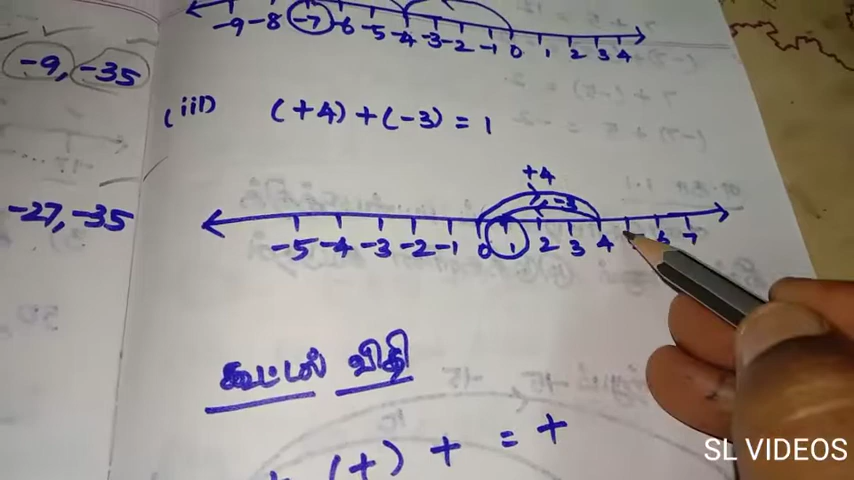 -9 -8 -7 -6 -5 -4 -3 -2 -1 0 1 2 3 4
-9, -35
(iii) (+4) + (-3) = 1
+4
-3
-27, -35
-5 -4 -3 -2 -1 0 1 2 3 4 6 7
கூட்டல் விதி
(+) + = +
SL VIDEOS